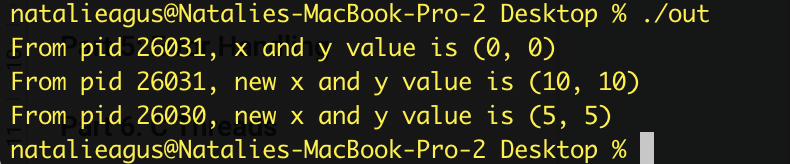 natalieagus@Natalies-MacBook-Pro-2 Desktop % ./out
From pid 26031, x and y value is (0, 0)
From pid 26031, new x and y value is (10, 10)
From pid 26030, new x and y value is (5, 5)
natalieagus@Natalies-MacBook-Pro-2 Desktop %